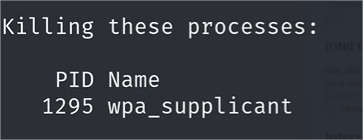 Killing these processes:
PID Name
1295 wpa_supplicant